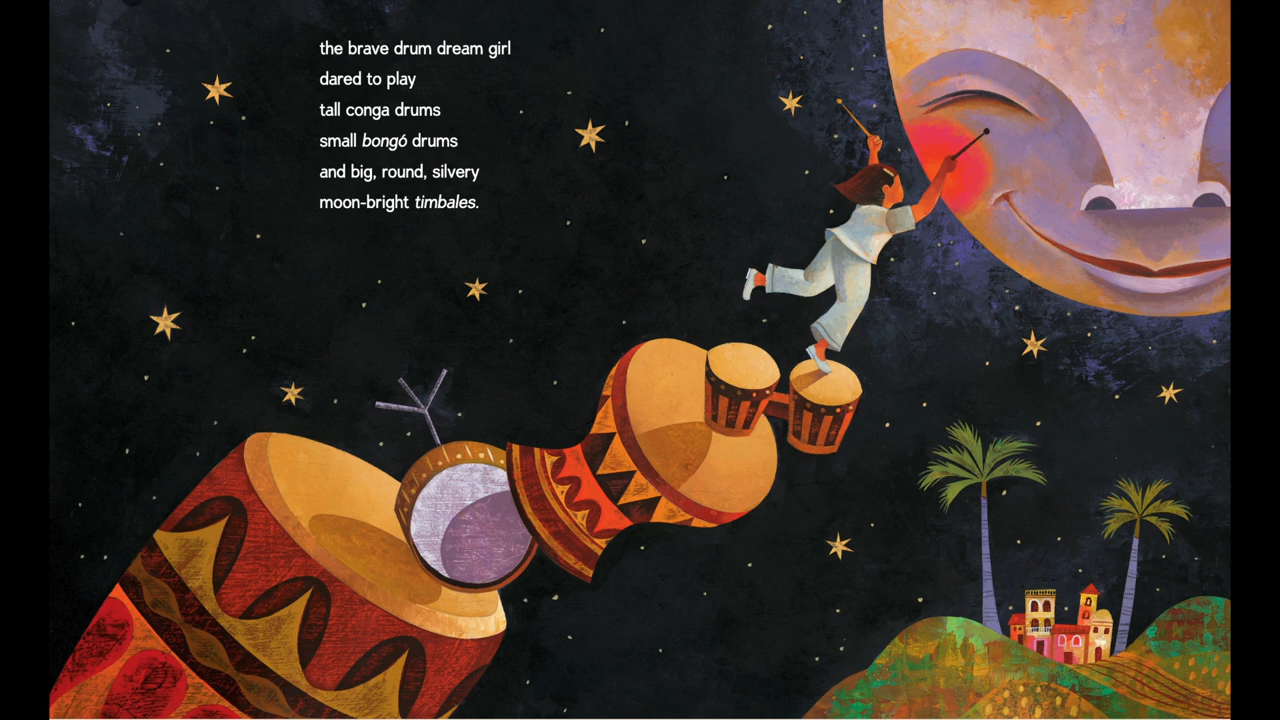 the brave drum dream girl
dared to play
tall conga drums
small bongó drums
and big, round, silvery
moon-bright timbales.